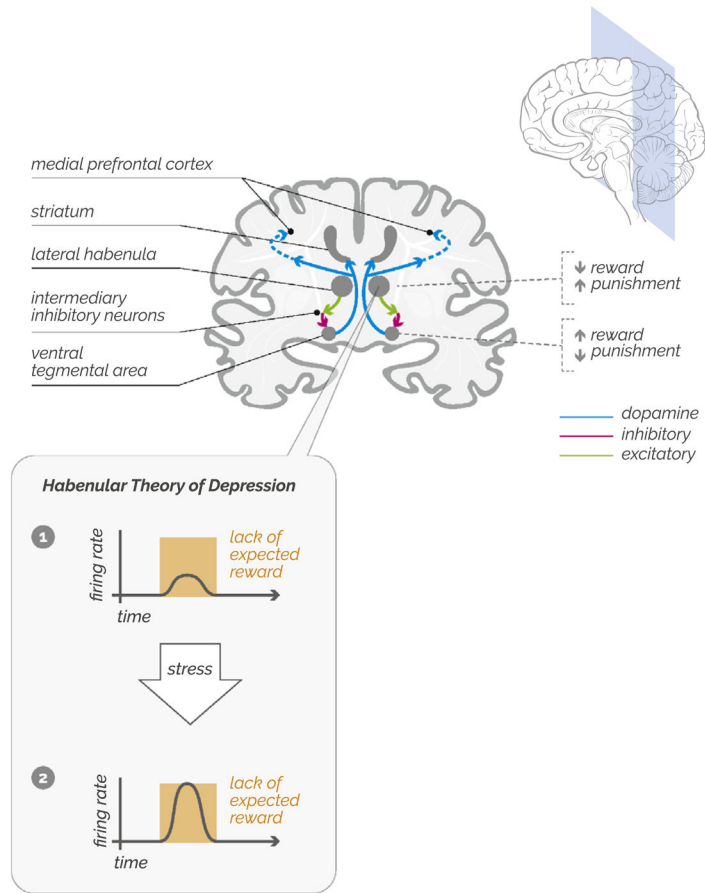 medial prefrontal cortex
striatum
lateral habenula
intermediary
inhibitory neurons
ventral
tegmental area
reward
punishment
reward
punishment
dopamine
inhibitory
excitatory
Habenular Theory of Depression
1
firing rate
time
lack of
expected
reward
stress
2
firing rate
time
lack of
expected
reward